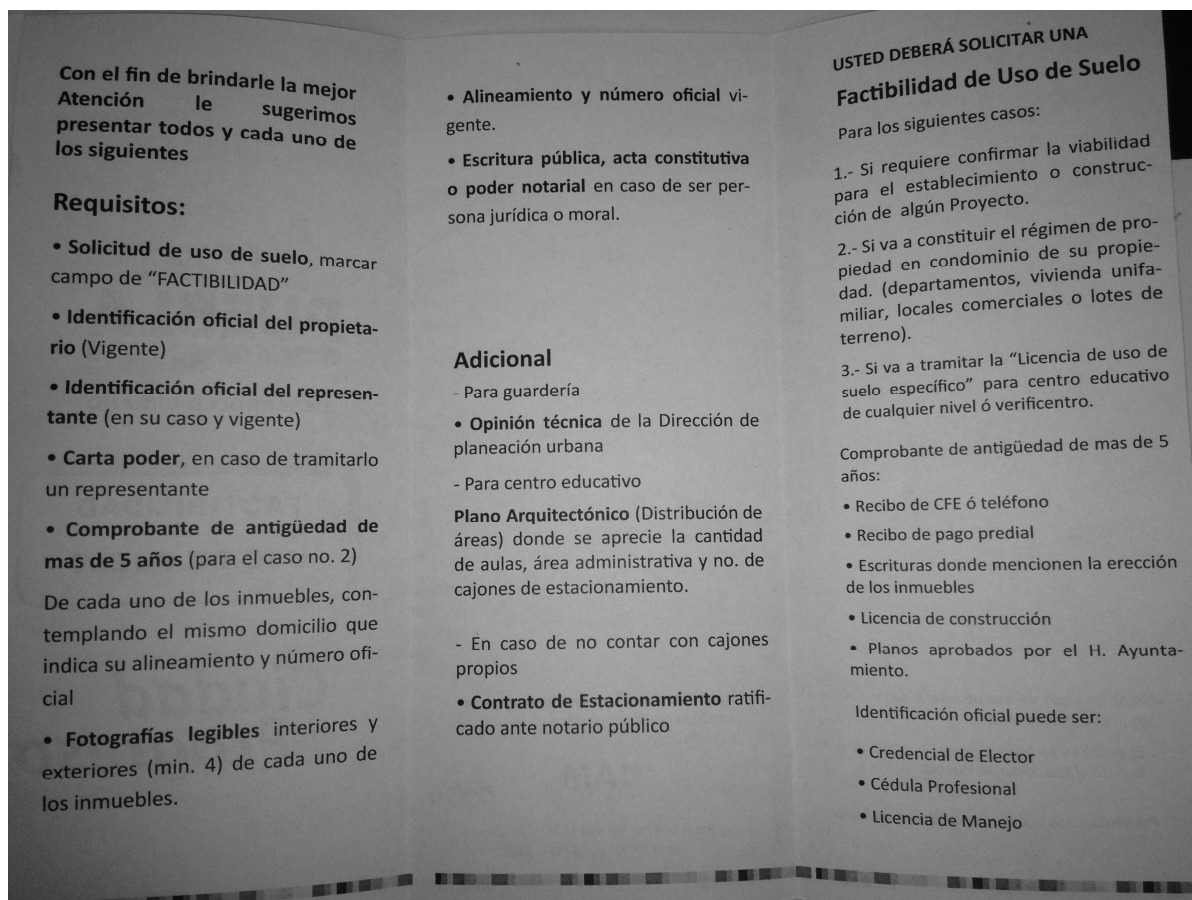 Con el fin de brindarle la mejor
Atención le sugerimos
presentar todos y cada uno de
los siguientes
Requisitos:
• Solicitud de uso de suelo, marcar
campo de “FACTIBILIDAD”
• Identificación oficial del propieta-
rio (Vigente)
• Identificación oficial del represen-
tante (en su caso y vigente)
• Carta poder, en caso de tramitarlo
un representante
• Comprobante de antigüedad de
mas de 5 años (para el caso no. 2)
De cada uno de los inmuebles, con-
templando el mismo domicilio que
indica su alineamiento y número ofi-
cial
• Fotografías legibles interiores y
exteriores (min. 4) de cada uno de
los inmuebles.
• Alineamiento y número oficial vi-
gente.
• Escritura pública, acta constitutiva
o poder notarial en caso de ser per-
sona jurídica o moral.
Adicional
- Para guardería
• Opinión técnica de la Dirección de
planeación urbana
- Para centro educativo
Plano Arquitectónico (Distribución de
áreas) donde se aprecie la cantidad
de aulas, área administrativa y no. de
cajones de estacionamiento.
- En caso de no contar con cajones
propios
• Contrato de Estacionamiento ratifi-
cado ante notario público
USTED DEBERÁ SOLICITAR UNA
Factibilidad de Uso de Suelo
Para los siguientes casos:
1.- Si requiere confirmar la viabilidad
para el establecimiento o construc-
ción de algún Proyecto.
2.- Si va a constituir el régimen de pro-
piedad en condominio de su propie-
dad. (departamentos, vivienda unifa-
miliar, locales comerciales o lotes de
terreno).
3.- Si va a tramitar la “Licencia de uso de
suelo específico” para centro educativo
de cualquier nivel ó verificentro.
Comprobante de antigüedad de mas de 5
años:
• Recibo de CFE ó teléfono
• Recibo de pago predial
• Escrituras donde mencionen la erección
de los inmuebles
• Licencia de construcción
• Planos aprobados por el H. Ayunta-
miento.
Identificación oficial puede ser:
• Credencial de Elector
• Cédula Profesional
• Licencia de Manejo